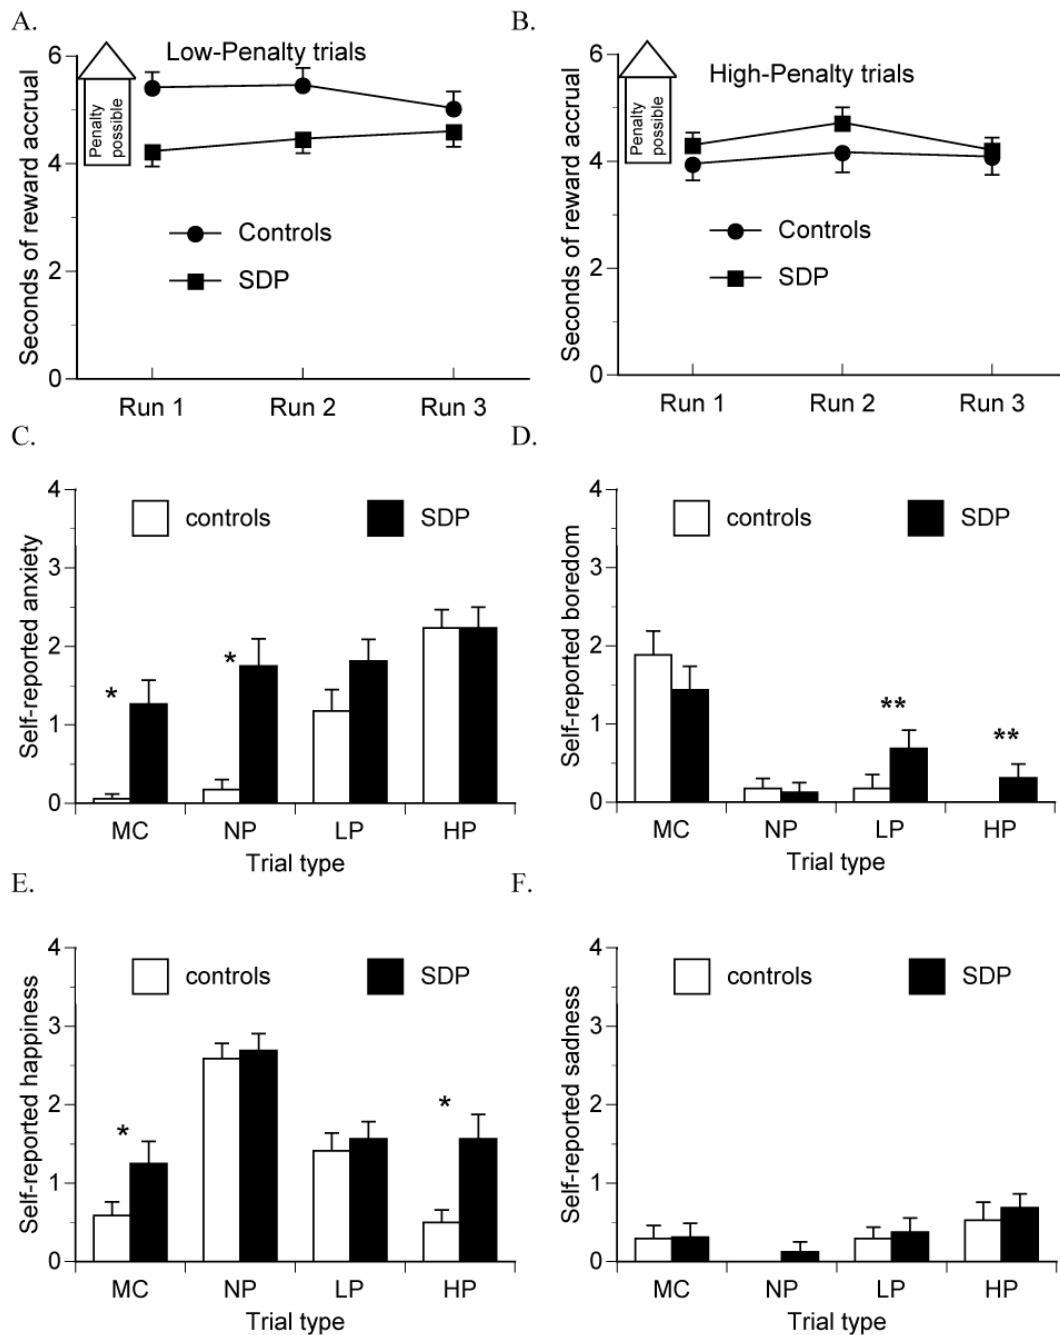 A.
Low-Penalty trials
Seconds of reward accrual
6
4
2
0
Penalty
possible
Controls
SDP
Run 1 Run 2 Run 3
B.
High-Penalty trials
Seconds of reward accrual
6
4
2
0
Penalty
possible
Controls
SDP
Run 1 Run 2 Run 3
C.
Self-reported anxiety
4
3
2
1
0
controls SDP
*
*
MC NP LP HP
Trial type
D.
Self-reported boredom
4
3
2
1
0
controls SDP
**
**
MC NP LP HP
Trial type
E.
Self-reported happiness
4
3
2
1
0
controls SDP
*
*
MC NP LP HP
Trial type
F.
Self-reported sadness
4
3
2
1
0
controls SDP
MC NP LP HP
Trial type